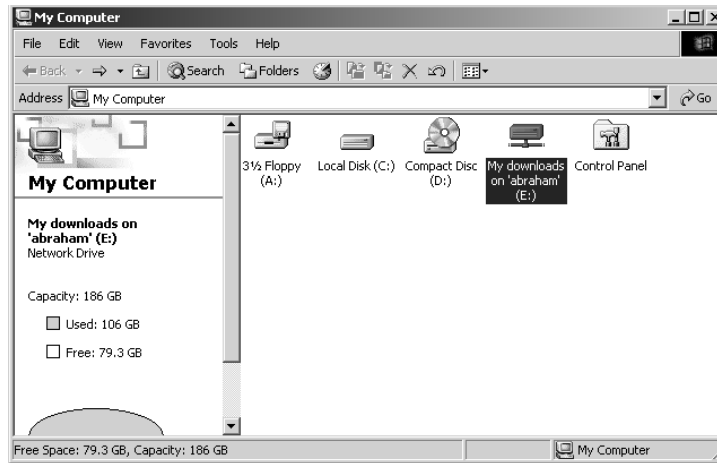 My Computer
File Edit View Favorites Tools Help
Back Search Folders
Address My Computer Go
My Computer
My downloads on
'abraham' (E:)
Network Drive
Capacity: 186 GB
Used: 106 GB
Free: 79.3 GB
3½ Floppy
(A:)
Local Disk (C:)
Compact Disc
(D:)
My downloads
on 'abraham'
(E:)
Control Panel
Free Space: 79.3 GB, Capacity: 186 GB My Computer